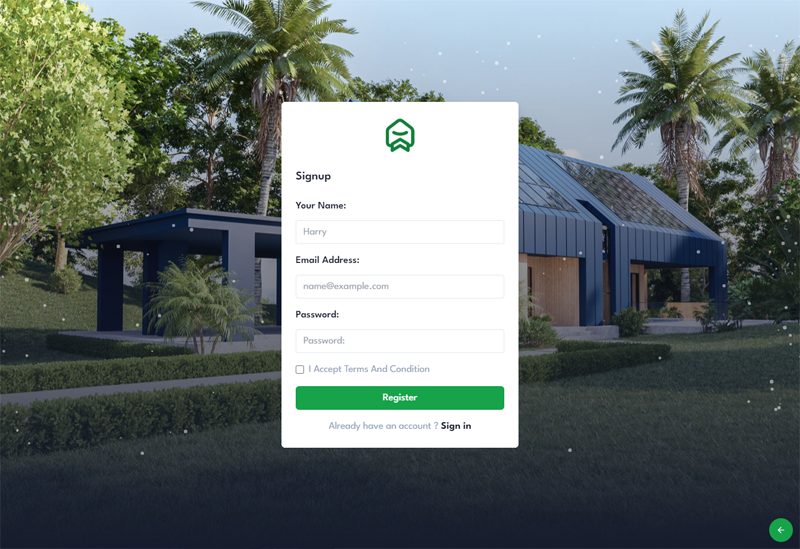 Signup
Your Name:
Harry
Email Address:
name@example.com
Password:
Password:
I Accept Terms And Condition
Register
Already have an account ? Sign in